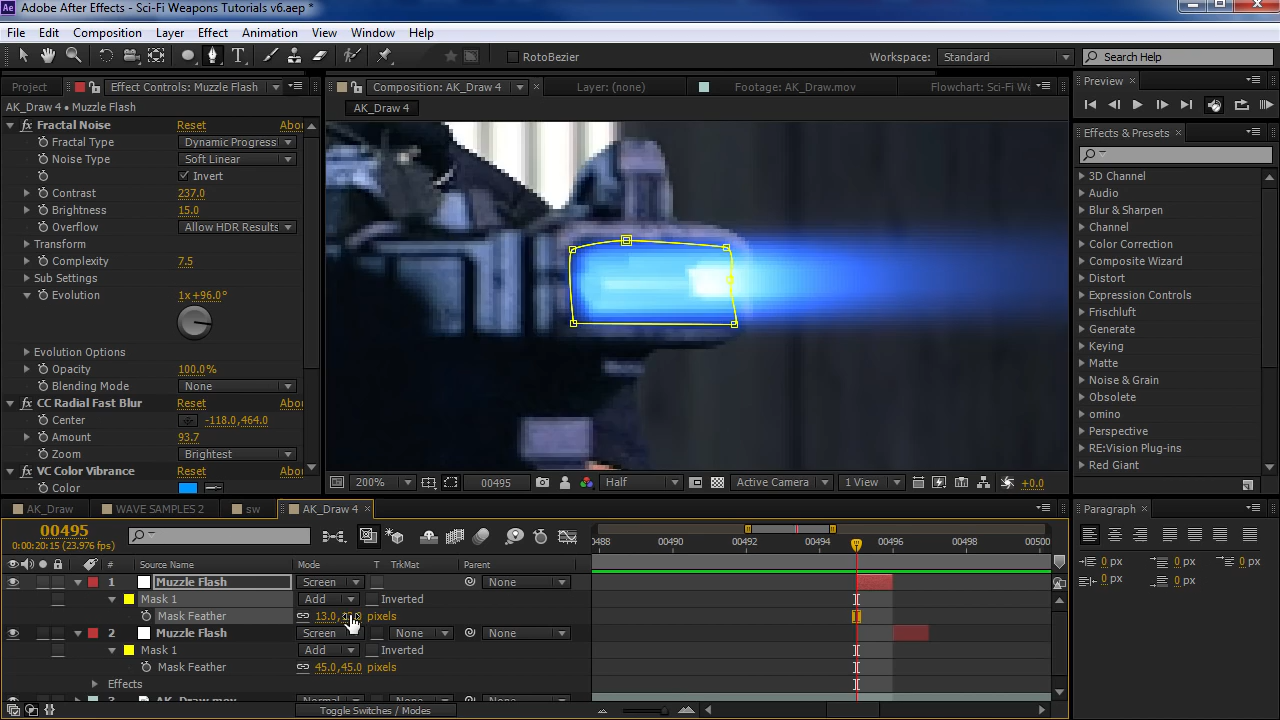 Ae Adobe After Effects - Sci-Fi Weapons Tutorials v6.aep *
File Edit Composition Layer Effect Animation View Window Help
RotoBezier Workspace: Standard Search Help
Project Effect Controls: Muzzle Flash Composition: AK_Draw 4 Layer: (none) Footage: AK_Draw.mov Flowchart: Sci-Fi We Preview
AK_Draw 4 • Muzzle Flash AK_Draw 4
fx Fractal Noise Reset Abou
Fractal Type Dynamic Progress
Noise Type Soft Linear
Invert
Contrast 237.0
Brightness 15.0
Overflow Allow HDR Results
Transform
Complexity 7.5
Sub Settings
Evolution 1x+96.0°
Evolution Options
Opacity 100.0%
Blending Mode None
fx CC Radial Fast Blur Reset Abou
Center -118.0,464.0
Amount 93.7
Zoom Brightest
fx VC Color Vibrance Reset Abou
Color
Effects & Presets
3D Channel
Audio
Blur & Sharpen
Channel
Color Correction
Composite Wizard
Distort
Expression Controls
Frischluft
Generate
Keying
Matte
Noise & Grain
Obsolete
omino
Perspective
RE:Vision Plug-ins
Red Giant
200% 00495 Half Active Camera 1 View +0.0
AK_Draw WAVE SAMPLES 2 sw AK_Draw 4 Paragraph
00495
0:00:20:15 (23.976 fps)
0488 00490 00492 00494 00496 00498 00500
# Source Name Mode T TrkMat Parent
1 Muzzle Flash Screen None
Mask 1 Add Inverted
Mask Feather 13.0, pixels
2 Muzzle Flash Screen None None
Mask 1 Add Inverted
Mask Feather 45.0,45.0 pixels
Effects
Toggle Switches / Modes
0 px 0 px 0 px
0 px 0 px